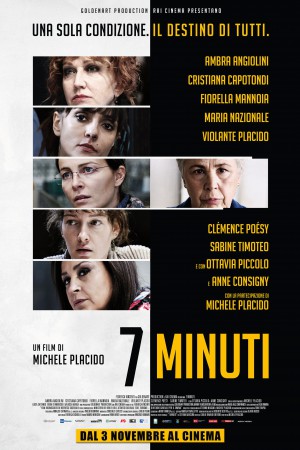 GOLDENART PRODUCTION RAI CINEMA PRESENTANO
UNA SOLA CONDIZIONE. IL DESTINO DI TUTTI.
AMBRA ANGIOLINI
CRISTIANA CAPOTONDI
FIORELLA MANNOIA
MARIA NAZIONALE
VIOLANTE PLACIDO
CLÉMENCE POÉSY
SABINE TIMOTEO
E CON OTTAVIA PICCOLO
E ANNE CONSIGNY
CON LA PARTECIPAZIONE DI
MICHELE PLACIDO
UN FILM DI
MICHELE PLACIDO
7 MINUTI
DAL 3 NOVEMBRE AL CINEMA